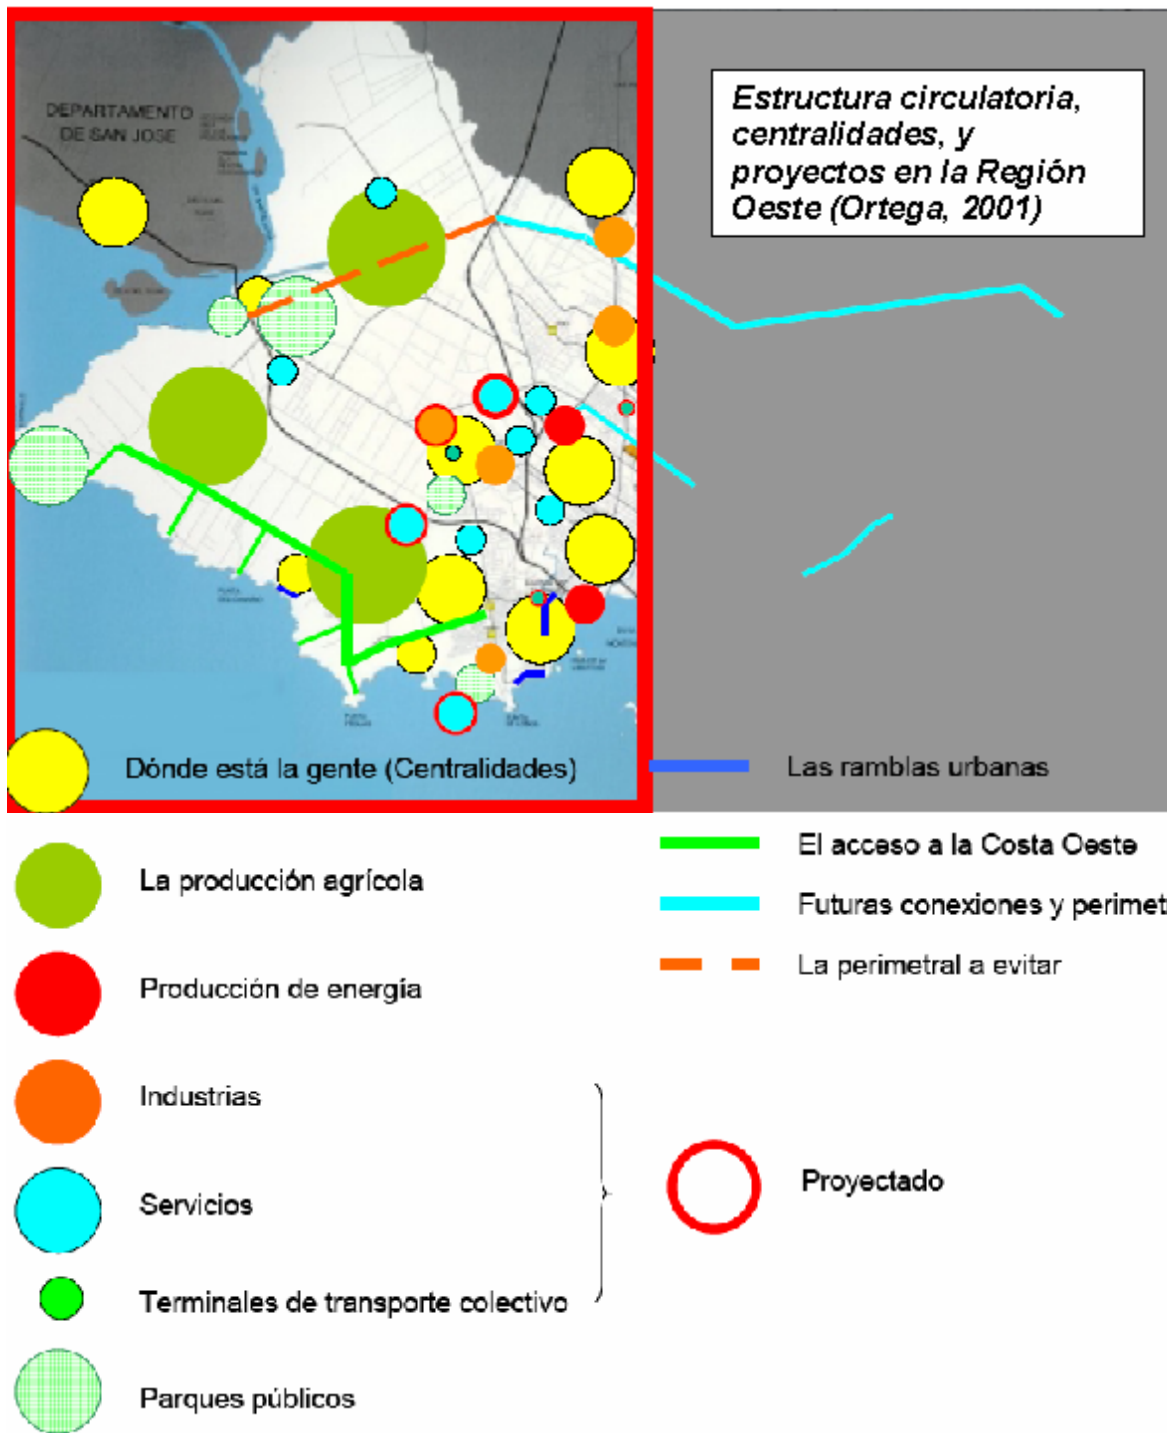 DEPARTAMENTO
DE SAN JOSE
Estructura circulatoria,
centralidades, y
proyectos en la Región
Oeste (Ortega, 2001)
Dónde está la gente (Centralidades)
Las ramblas urbanas
El acceso a la Costa Oeste
Futuras conexiones y perimet
La perimetral a evitar
La producción agrícola
Producción de energía
Industrias
Servicios
Terminales de transporte colectivo
Parques públicos
Proyectado